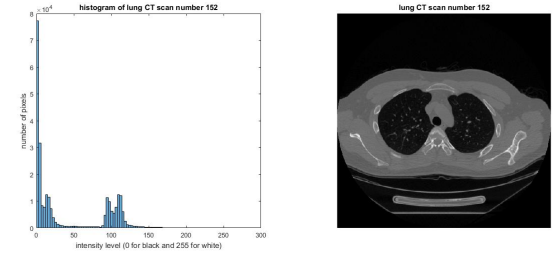 histogram of lung CT scan number 152
× 10⁴
8
7
6
5
4
3
2
1
0
number of pixels
0 50 100 150 200 250 300
intensity level (0 for black and 255 for white)
lung CT scan number 152